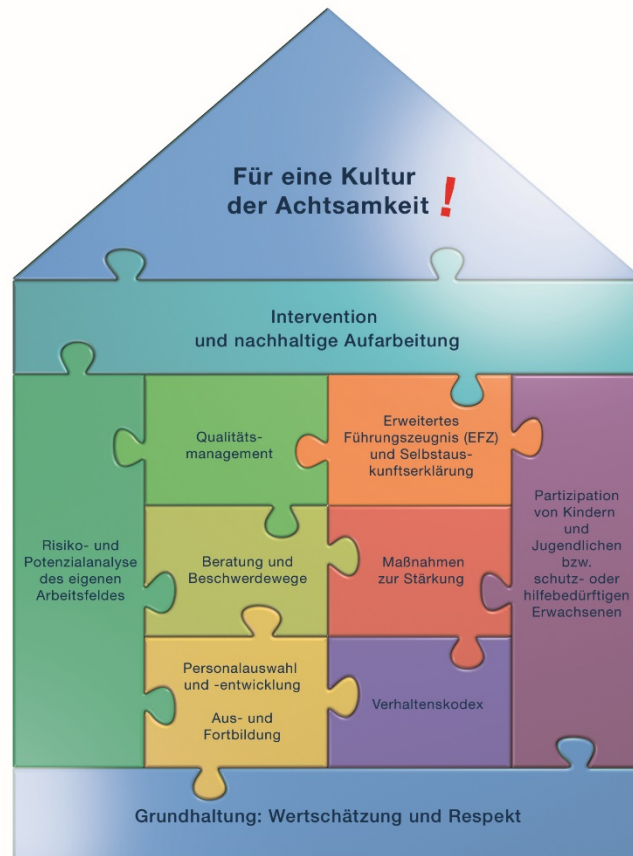 Für eine Kultur
der Achtsamkeit !
Intervention
und nachhaltige Aufarbeitung
Qualitäts-
management
Erweitertes
Führungszeugnis (EFZ)
und Selbstaus-
kunftserklärung
Risiko- und
Potenzialanalyse
des eigenen
Arbeitsfeldes
Beratung und
Beschwerdewege
Maßnahmen
zur Stärkung
Partizipation
von Kindern
und
Jugendlichen
bzw.
schutz- oder
hilfebedürftigen
Erwachsenen
Personalauswahl
und -entwicklung
Aus- und
Fortbildung
Verhaltenskodex
Grundhaltung: Wertschätzung und Respekt